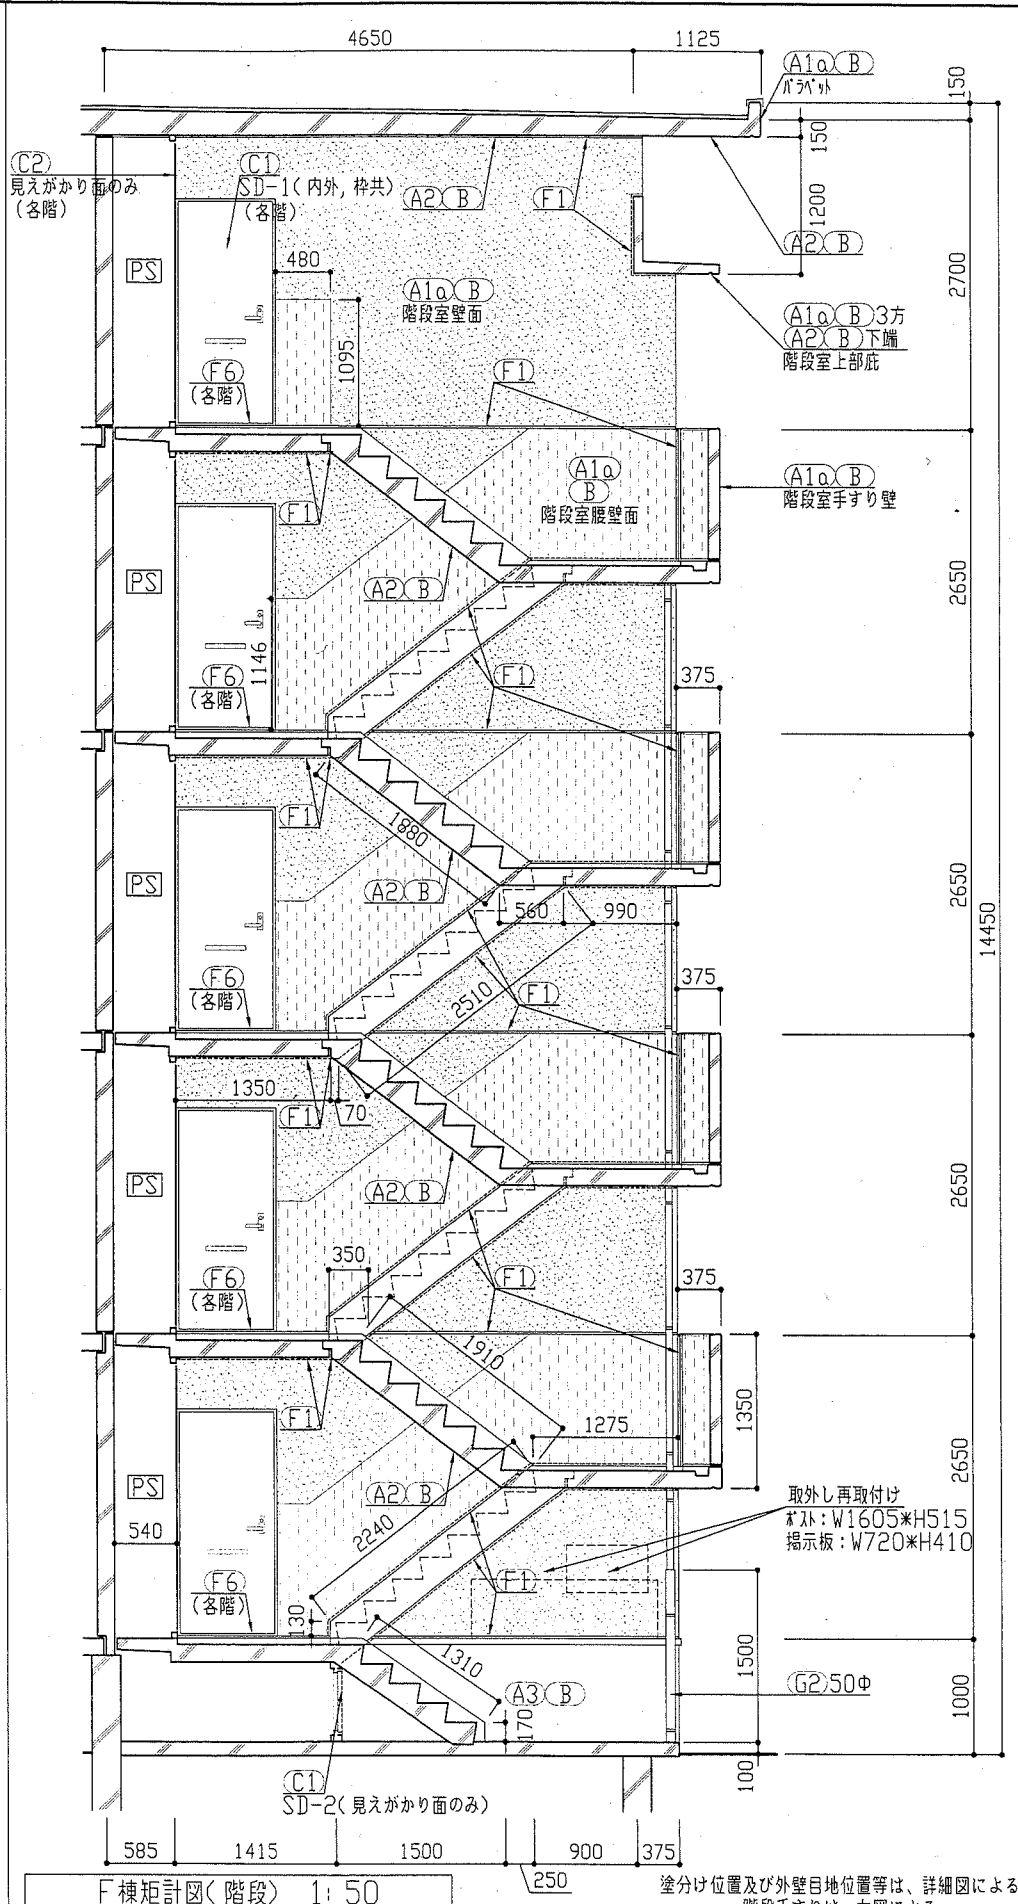 4650
1125
A1a B
パラペット
150
150
1200
C2
見えがかり面のみ
(各階)
C1
SD-1(内外,枠共)
(各階)
A2 B
F1
A2 B
PS
480
A1a B
階段室壁面
2700
A1a B 3方
A2 B 下端
階段室上部庇
1095
F6
(各階)
F1
A1a
B
階段室腰壁面
A1a B
階段室手すり壁
F1
PS
A2 B
2650
1146
F6
(各階)
F1
375
F1
1880
PS
A2 B
560
990
2650
14450
F6
(各階)
2510
F1
375
1350
F1
70
PS
A2 B
2650
350
F6
(各階)
F1
375
1910
F1
1350
1275
PS
A2 B
2650
540
2240
取外し再取付け
ポスト:W1605*H515
掲示板:W720*H410
F6
(各階)
F1
130
1310
1500
A3 B
170
G2 50Φ
1000
100
C1
SD-2(見えがかり面のみ)
585
1415
1500
250
900
375
F棟矩計図(階段) 1:50
塗分け位置及び外壁目地位置等は、詳細図による